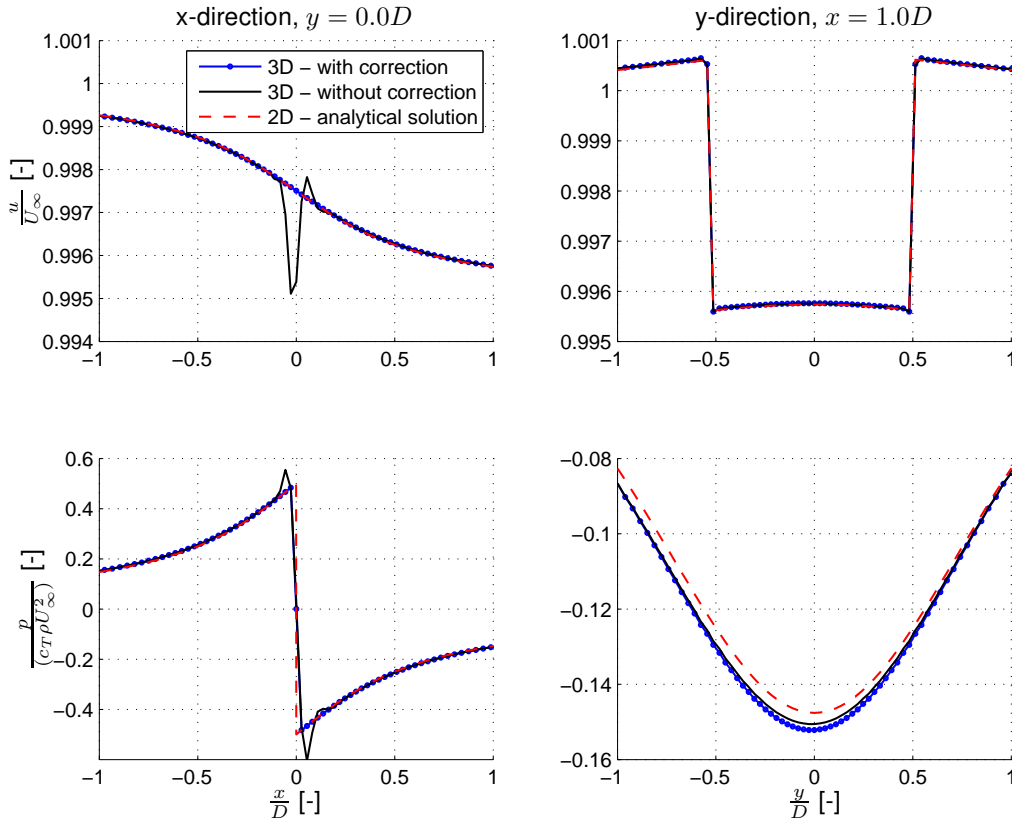 x-direction, y = 0.0D
1.001
1
0.999
0.998
0.997
0.996
0.995
0.994
u/U∞ [-]
3D − with correction
3D − without correction
2D − analytical solution
−1 −0.5 0 0.5 1
y-direction, x = 1.0D
1.001
1
0.999
0.998
0.997
0.996
0.995
−1 −0.5 0 0.5 1
0.6
0.4
0.2
0
−0.2
−0.4
p/(c_T ρU²∞) [-]
−1 −0.5 0 0.5 1
x/D [-]
−0.08
−0.1
−0.12
−0.14
−0.16
−1 −0.5 0 0.5 1
y/D [-]